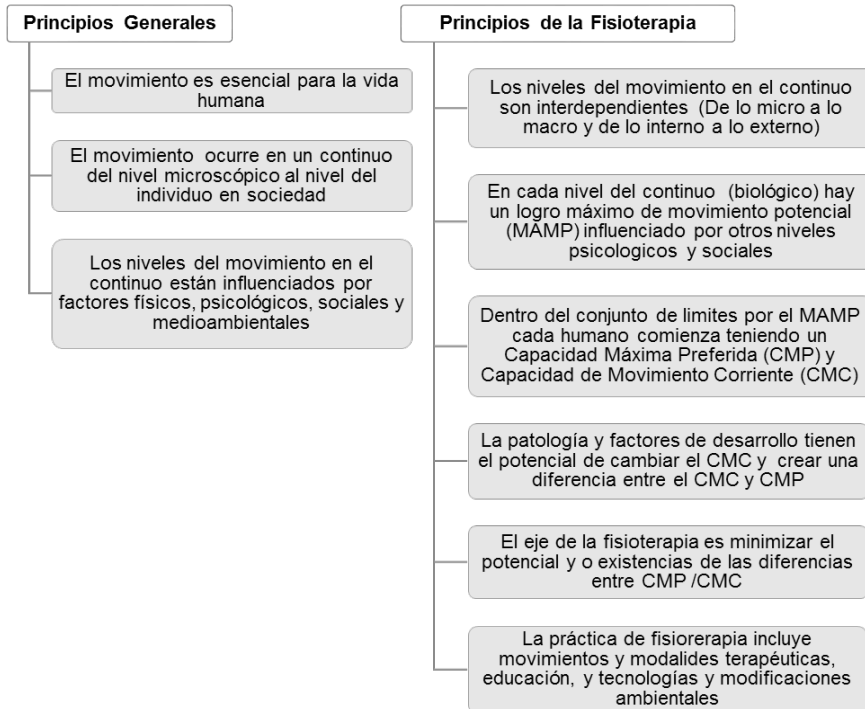 Principios Generales
El movimiento es esencial para la vida
humana
El movimiento ocurre en un continuo
del nivel microscópico al nivel del
individuo en sociedad
Los niveles del movimiento en el
continuo están influenciados por
factores físicos, psicológicos, sociales y
medioambientales
Principios de la Fisioterapia
Los niveles del movimiento en el continuo
son interdependientes (De lo micro a lo
macro y de lo interno a lo externo)
En cada nivel del continuo (biológico) hay
un logro máximo de movimiento potencial
(MAMP) influenciado por otros niveles
psicologicos y sociales
Dentro del conjunto de limites por el MAMP
cada humano comienza teniendo un
Capacidad Máxima Preferida (CMP) y
Capacidad de Movimiento Corriente (CMC)
La patología y factores de desarrollo tienen
el potencial de cambiar el CMC y crear una
diferencia entre el CMC y CMP
El eje de la fisioterapia es minimizar el
potencial y o existencias de las diferencias
entre CMP /CMC
La práctica de fisiorerapia incluye
movimientos y modalides terapéuticas,
educación, y tecnologías y modificaciones
ambientales